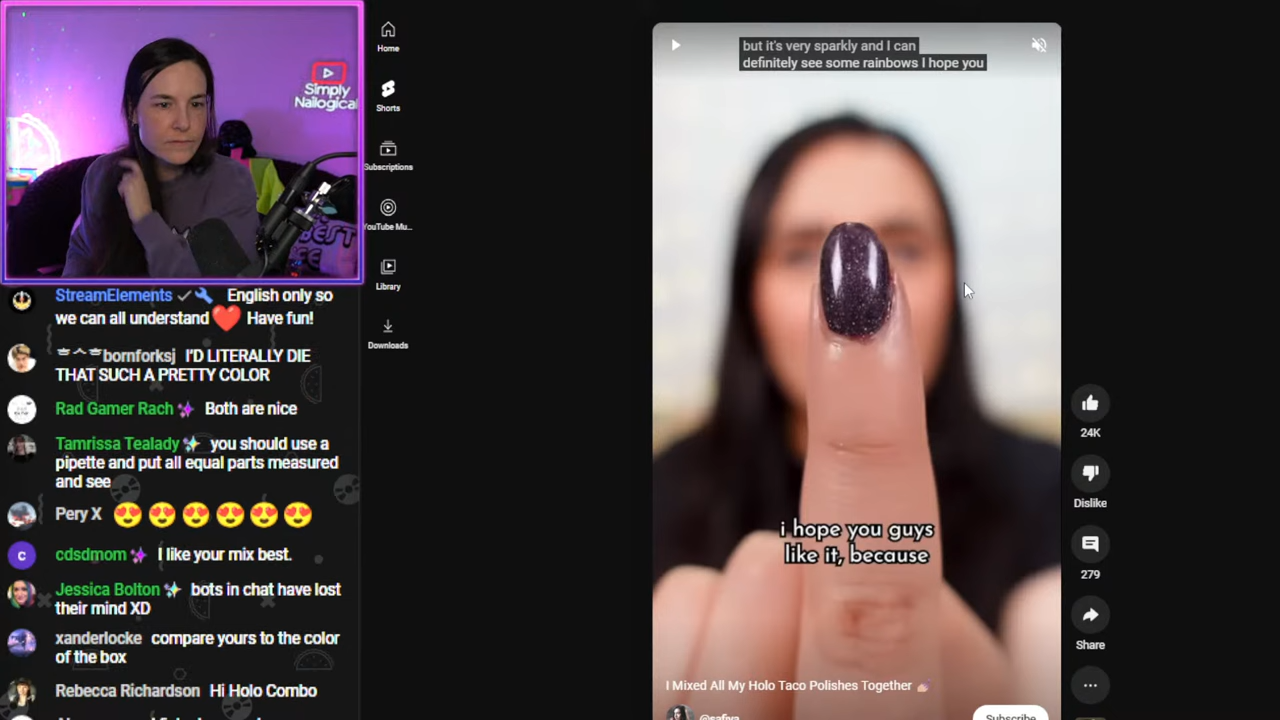 Simply
Nailogical
StreamElements English only so
we can all understand Have fun!
ㅎㅅㅎbornforksj I'D LITERALLY DIE
THAT SUCH A PRETTY COLOR
Rad Gamer Rach Both are nice
Tamrissa Tealady you should use a
pipette and put all equal parts measured
and see
Pery X
C
cdsdmom I like your mix best.
Jessica Bolton bots in chat have lost
their mind XD
xanderlocke compare yours to the color
of the box
Rebecca Richardson Hi Holo Combo
Home
Shorts
Subscriptions
YouTube Mu...
Library
Downloads
but it's very sparkly and I can
definitely see some rainbows I hope you
i hope you guys
like it, because
I Mixed All My Holo Taco Polishes Together
@safiya
Subscribe
24K
Dislike
279
Share